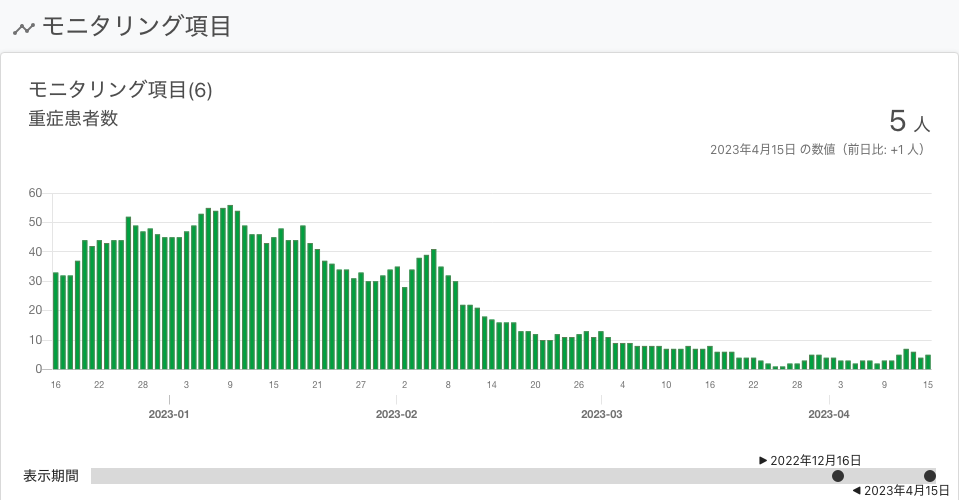 モニタリング項目
モニタリング項目(6)
重症患者数
5 人
2023年4月15日 の数値（前日比: +1 人）
60
50
40
30
20
10
0
16 22 28 3 9 15 21 27 2 8 14 20 26 4 10 16 22 28 3 9 15
2023-01 2023-02 2023-03 2023-04
2022年12月16日
表示期間
2023年4月15日